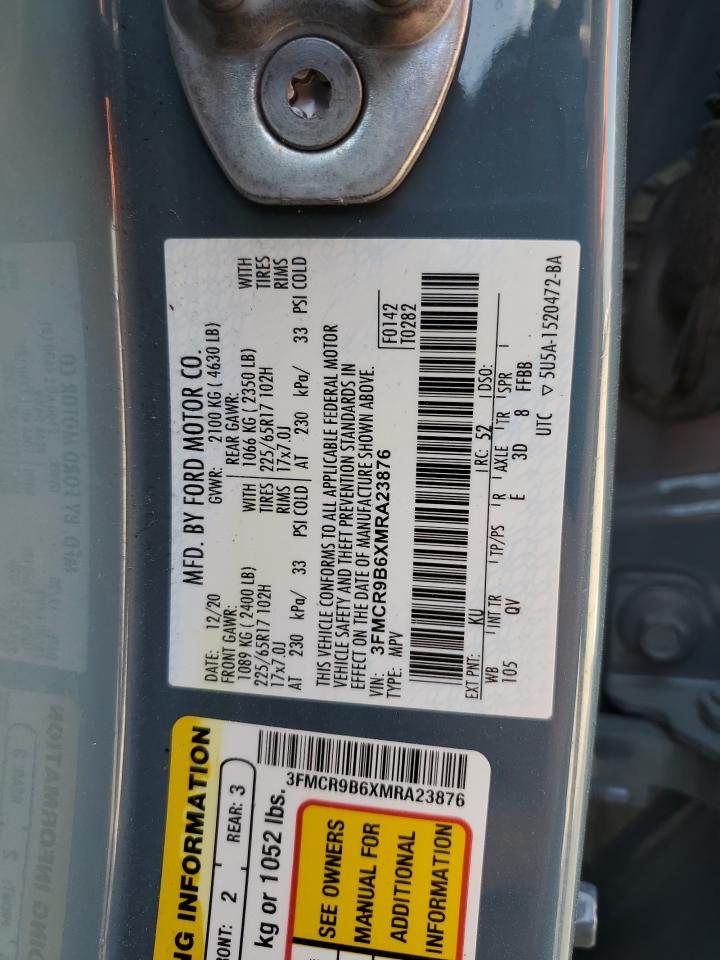 MFD. BY FORD MOTOR CO.
DATE: 12/20 GVWR: 2100 KG ( 4630 LB)
FRONT GAWR: REAR GAWR:
1089 KG ( 2400 LB) WITH 1066 KG ( 2350 LB) WITH
225/65R17 102H TIRES 225/65R17 102H TIRES
17x7.0J RIMS 17x7.0J RIMS
AT 230 kPa/ 33 PSI COLD AT 230 kPa/ 33 PSI COLD
THIS VEHICLE CONFORMS TO ALL APPLICABLE FEDERAL MOTOR
VEHICLE SAFETY AND THEFT PREVENTION STANDARDS IN
EFFECT ON THE DATE OF MANUFACTURE SHOWN ABOVE.
VIN: 3FMCR9B6XMRA23876
TYPE: MPV
F0142
T0282
EXT PNT: KU RC: 52 DSO:
WB INT TR TP/PS R AXLE TR SPR
105 QV E 3D 8 FFBB
UTC ▽ 5U5A-1520472-BA
NG INFORMATION
RONT: 2 REAR: 3
kg or 1052 lbs.
3FMCR9B6XMRA23876
SEE OWNERS
MANUAL FOR
ADDITIONAL
INFORMATION